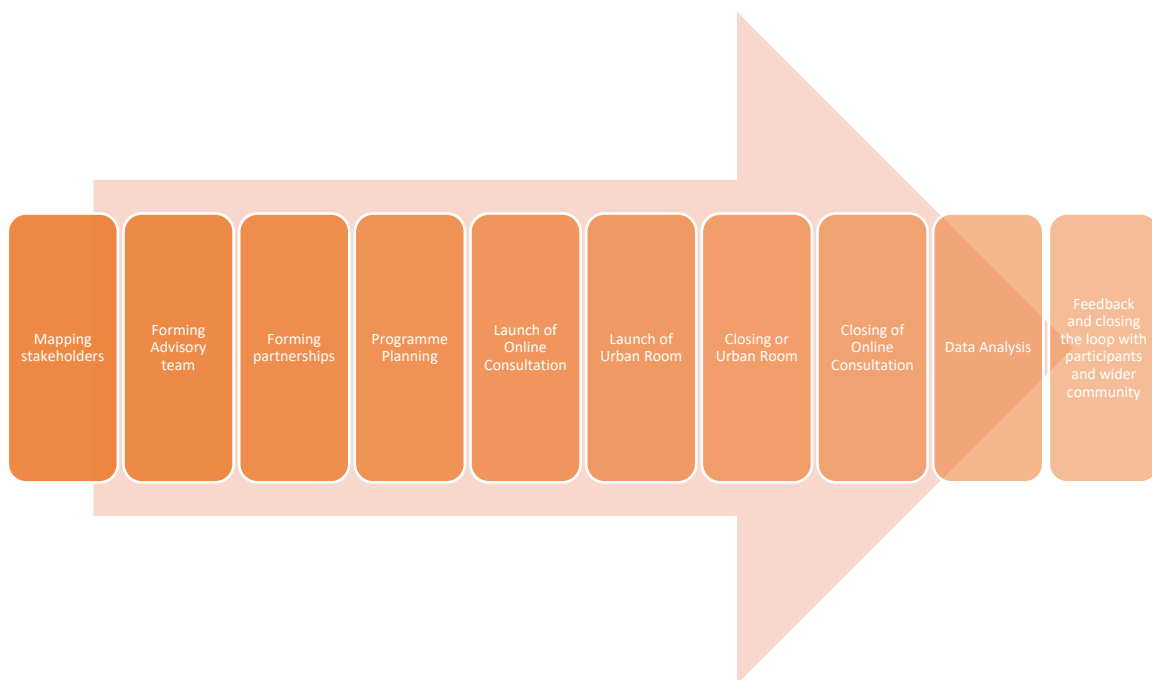 Mapping
stakeholders
Forming
Advisory
team
Forming
partnerships
Programme
Planning
Launch of
Online
Consultation
Launch of
Urban Room
Closing or
Urban Room
Closing of
Online
Consultation
Data Analysis
Feedback
and closing
the loop with
participants
and wider
community